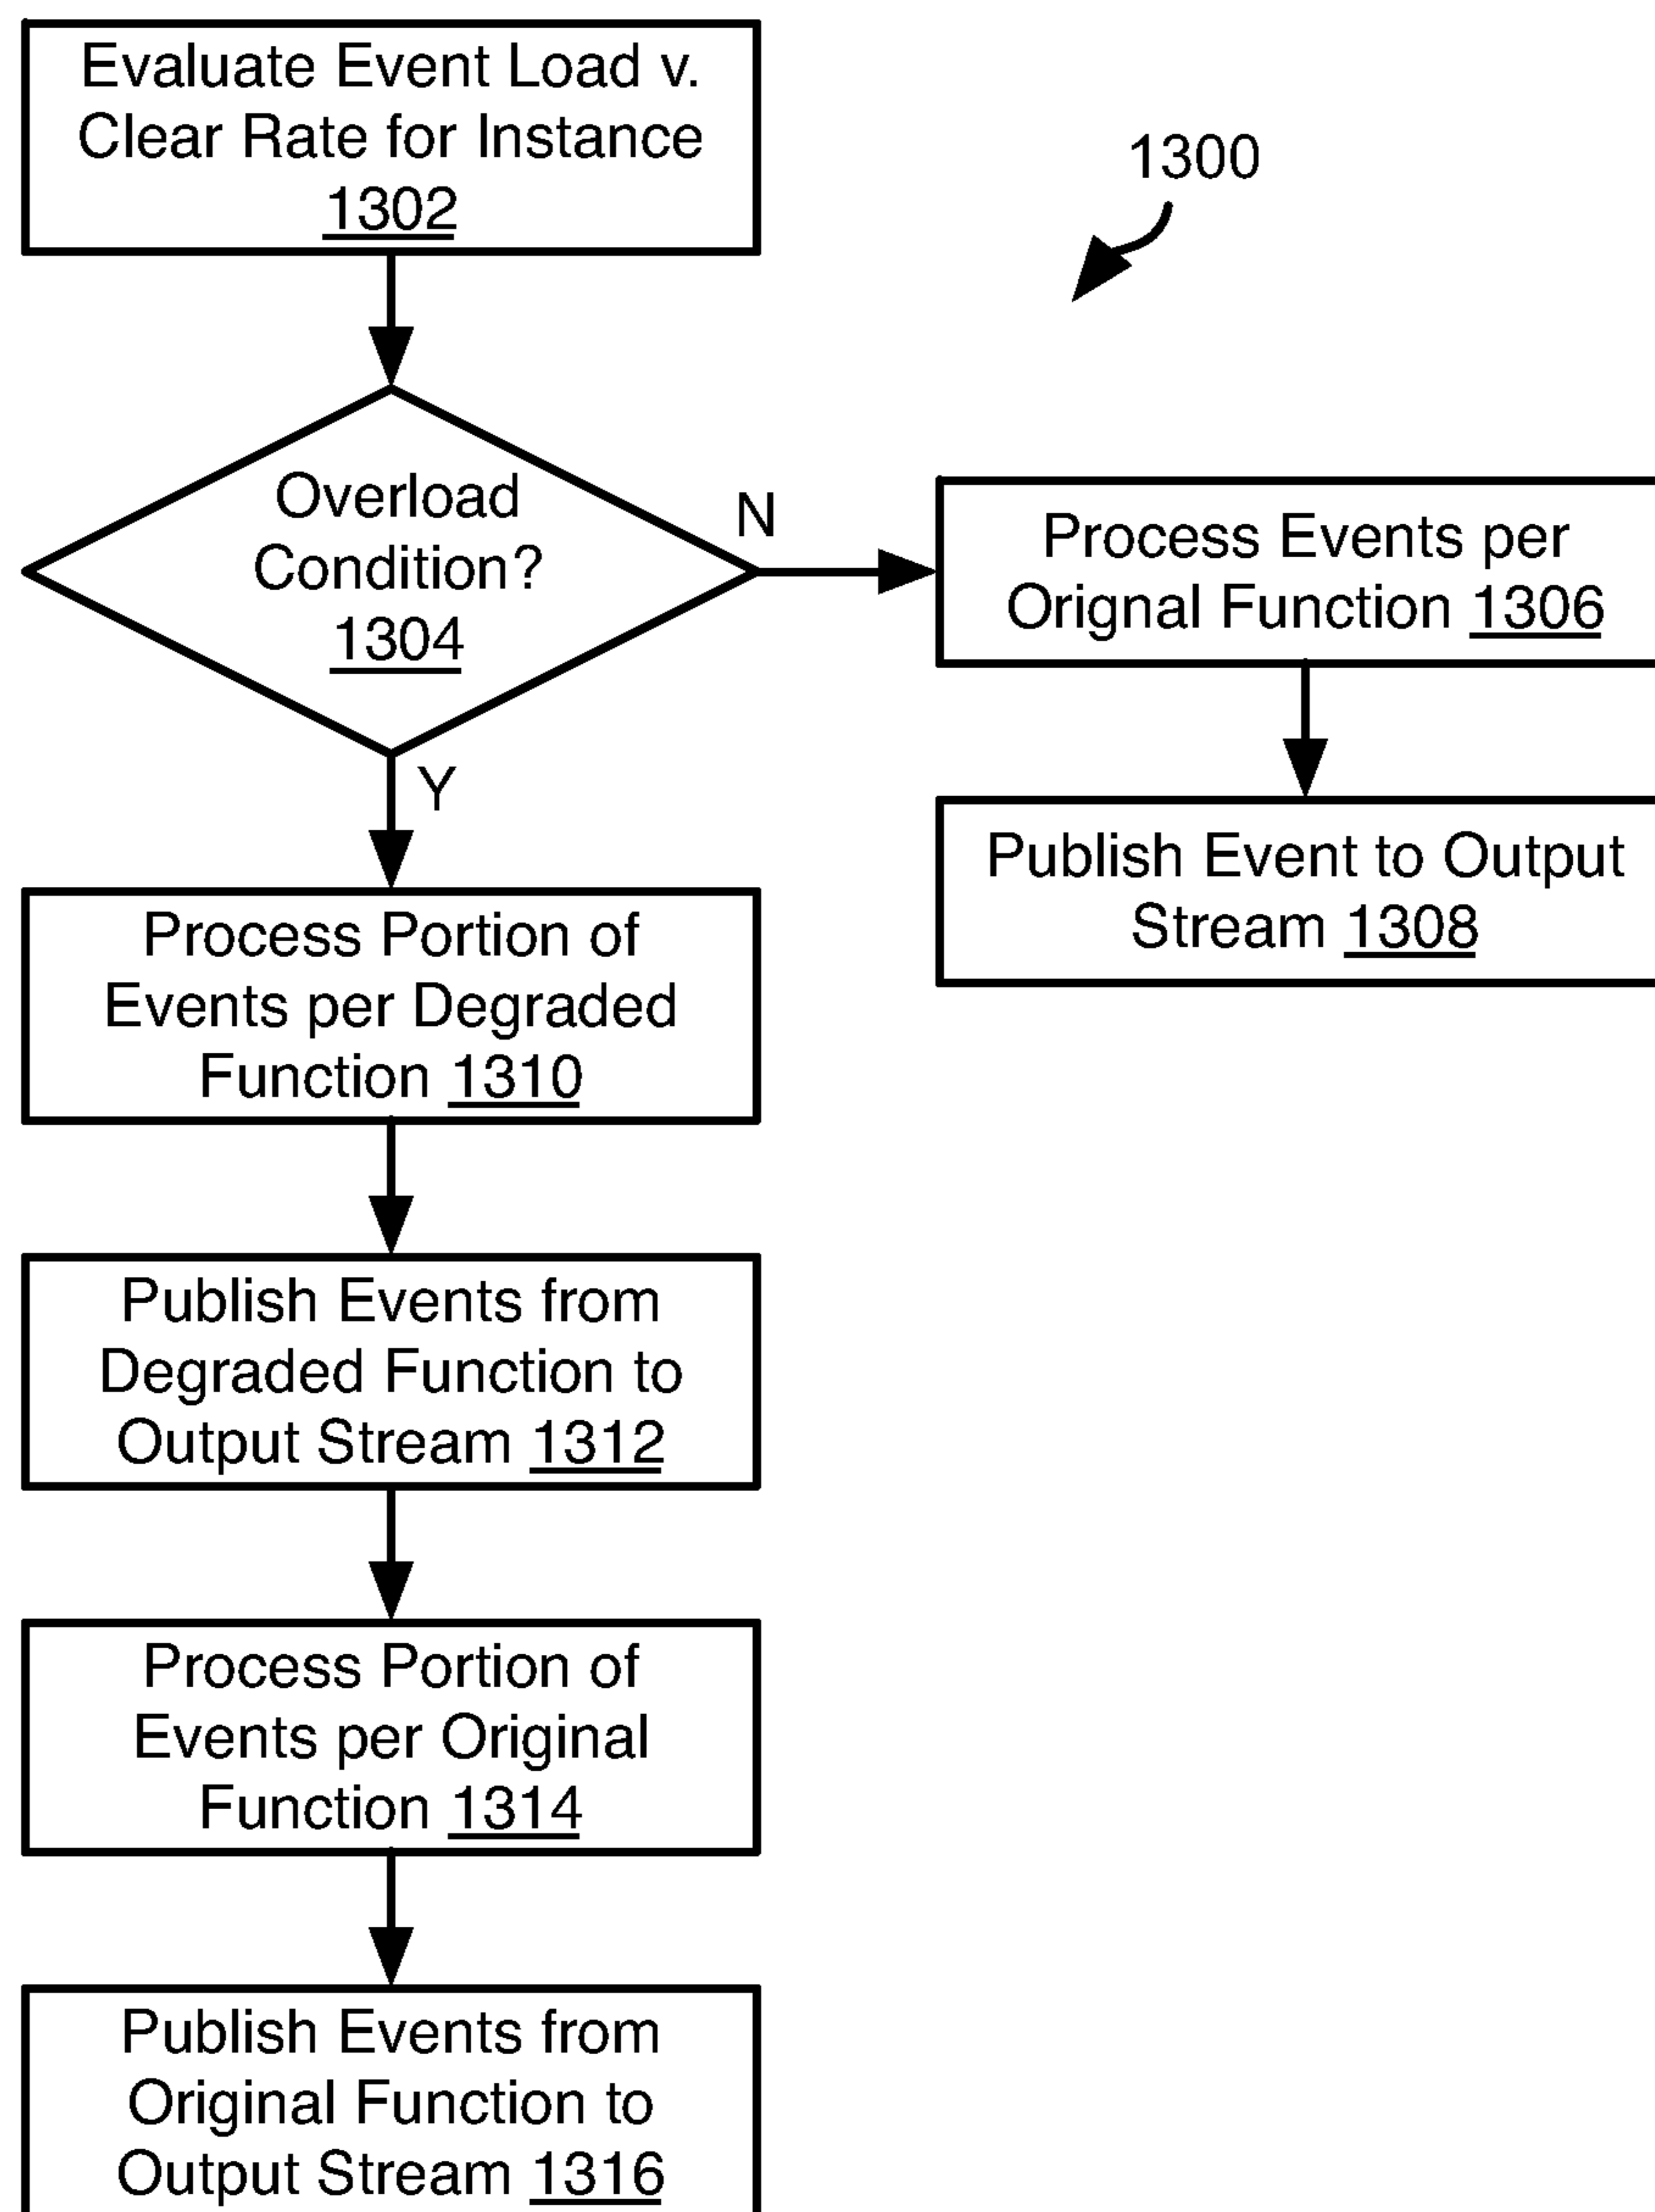 Evaluate Event Load v.
Clear Rate for Instance
1302
1300
Overload
Condition?
1304
N
Y
Process Events per
Orignal Function 1306
Publish Event to Output
Stream 1308
Process Portion of
Events per Degraded
Function 1310
Publish Events from
Degraded Function to
Output Stream 1312
Process Portion of
Events per Original
Function 1314
Publish Events from
Original Function to
Output Stream 1316